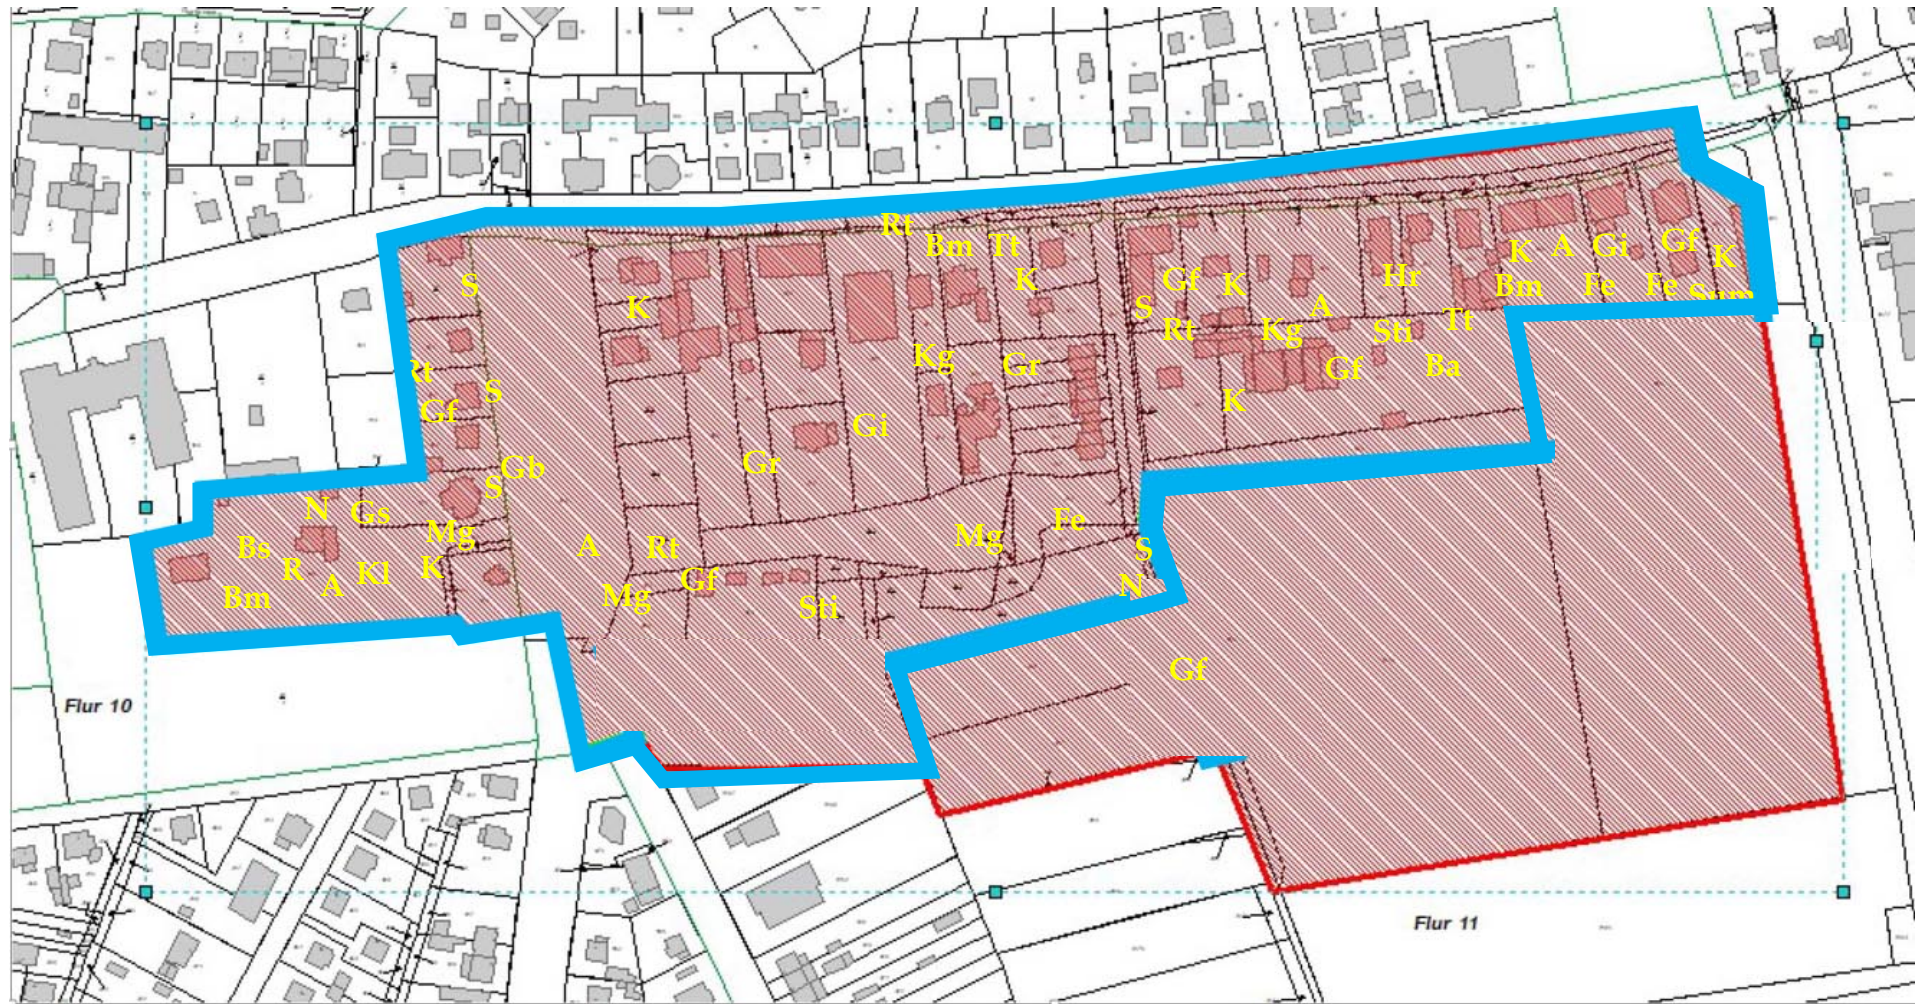 Rt
Bm Tt
K
S
K
Gf K
Hr
K A Gi Gf K
Bm Fe Fe Sum
S
A
Rt Kg Sti Tt
Kg Gr
Gf Ba
Rt
S
Gf
K
Gi
Gb
S
Gr
N Gs
Mg
Mg Fe
Bs
A Rt
S
R A Kl K
Gf
Bm
Mg
Sti
N
Gf
Flur 10
Flur 11